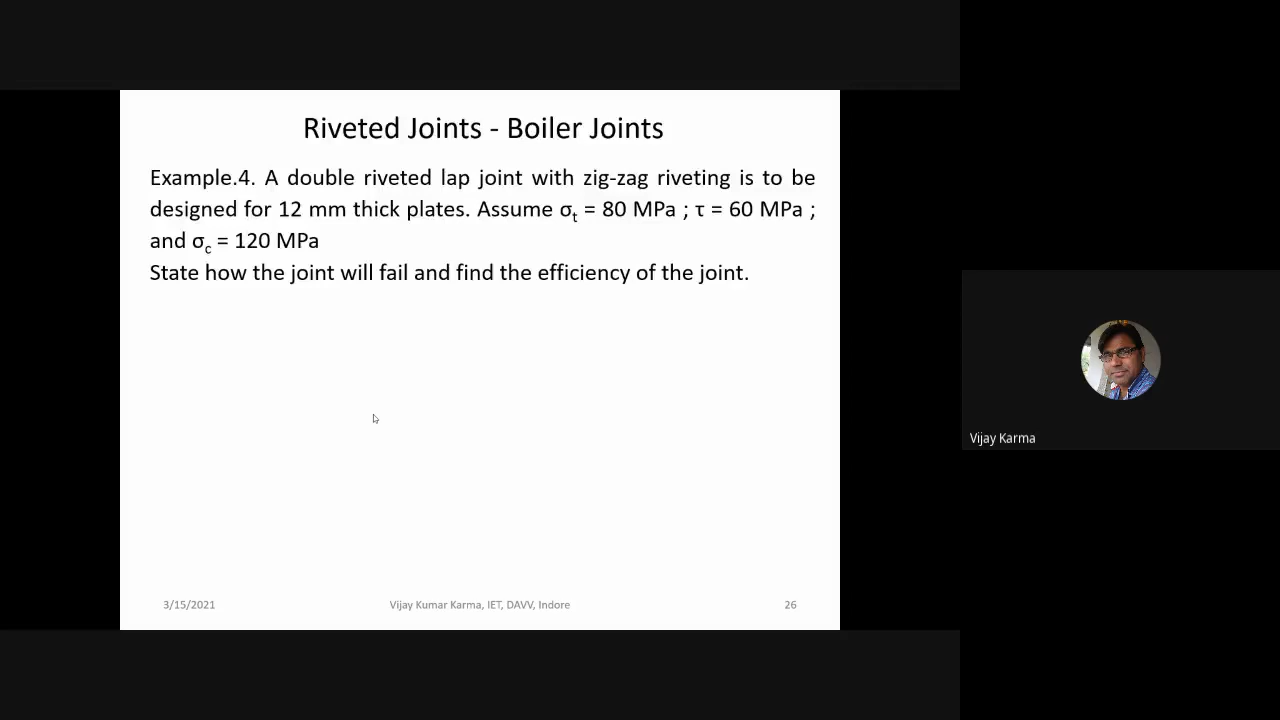 Riveted Joints - Boiler Joints
Example.4. A double riveted lap joint with zig-zag riveting is to be
designed for 12 mm thick plates. Assume σt = 80 MPa ; τ = 60 MPa ;
and σc = 120 MPa
State how the joint will fail and find the efficiency of the joint.
Vijay Karma
3/15/2021
Vijay Kumar Karma, IET, DAVV, Indore
26